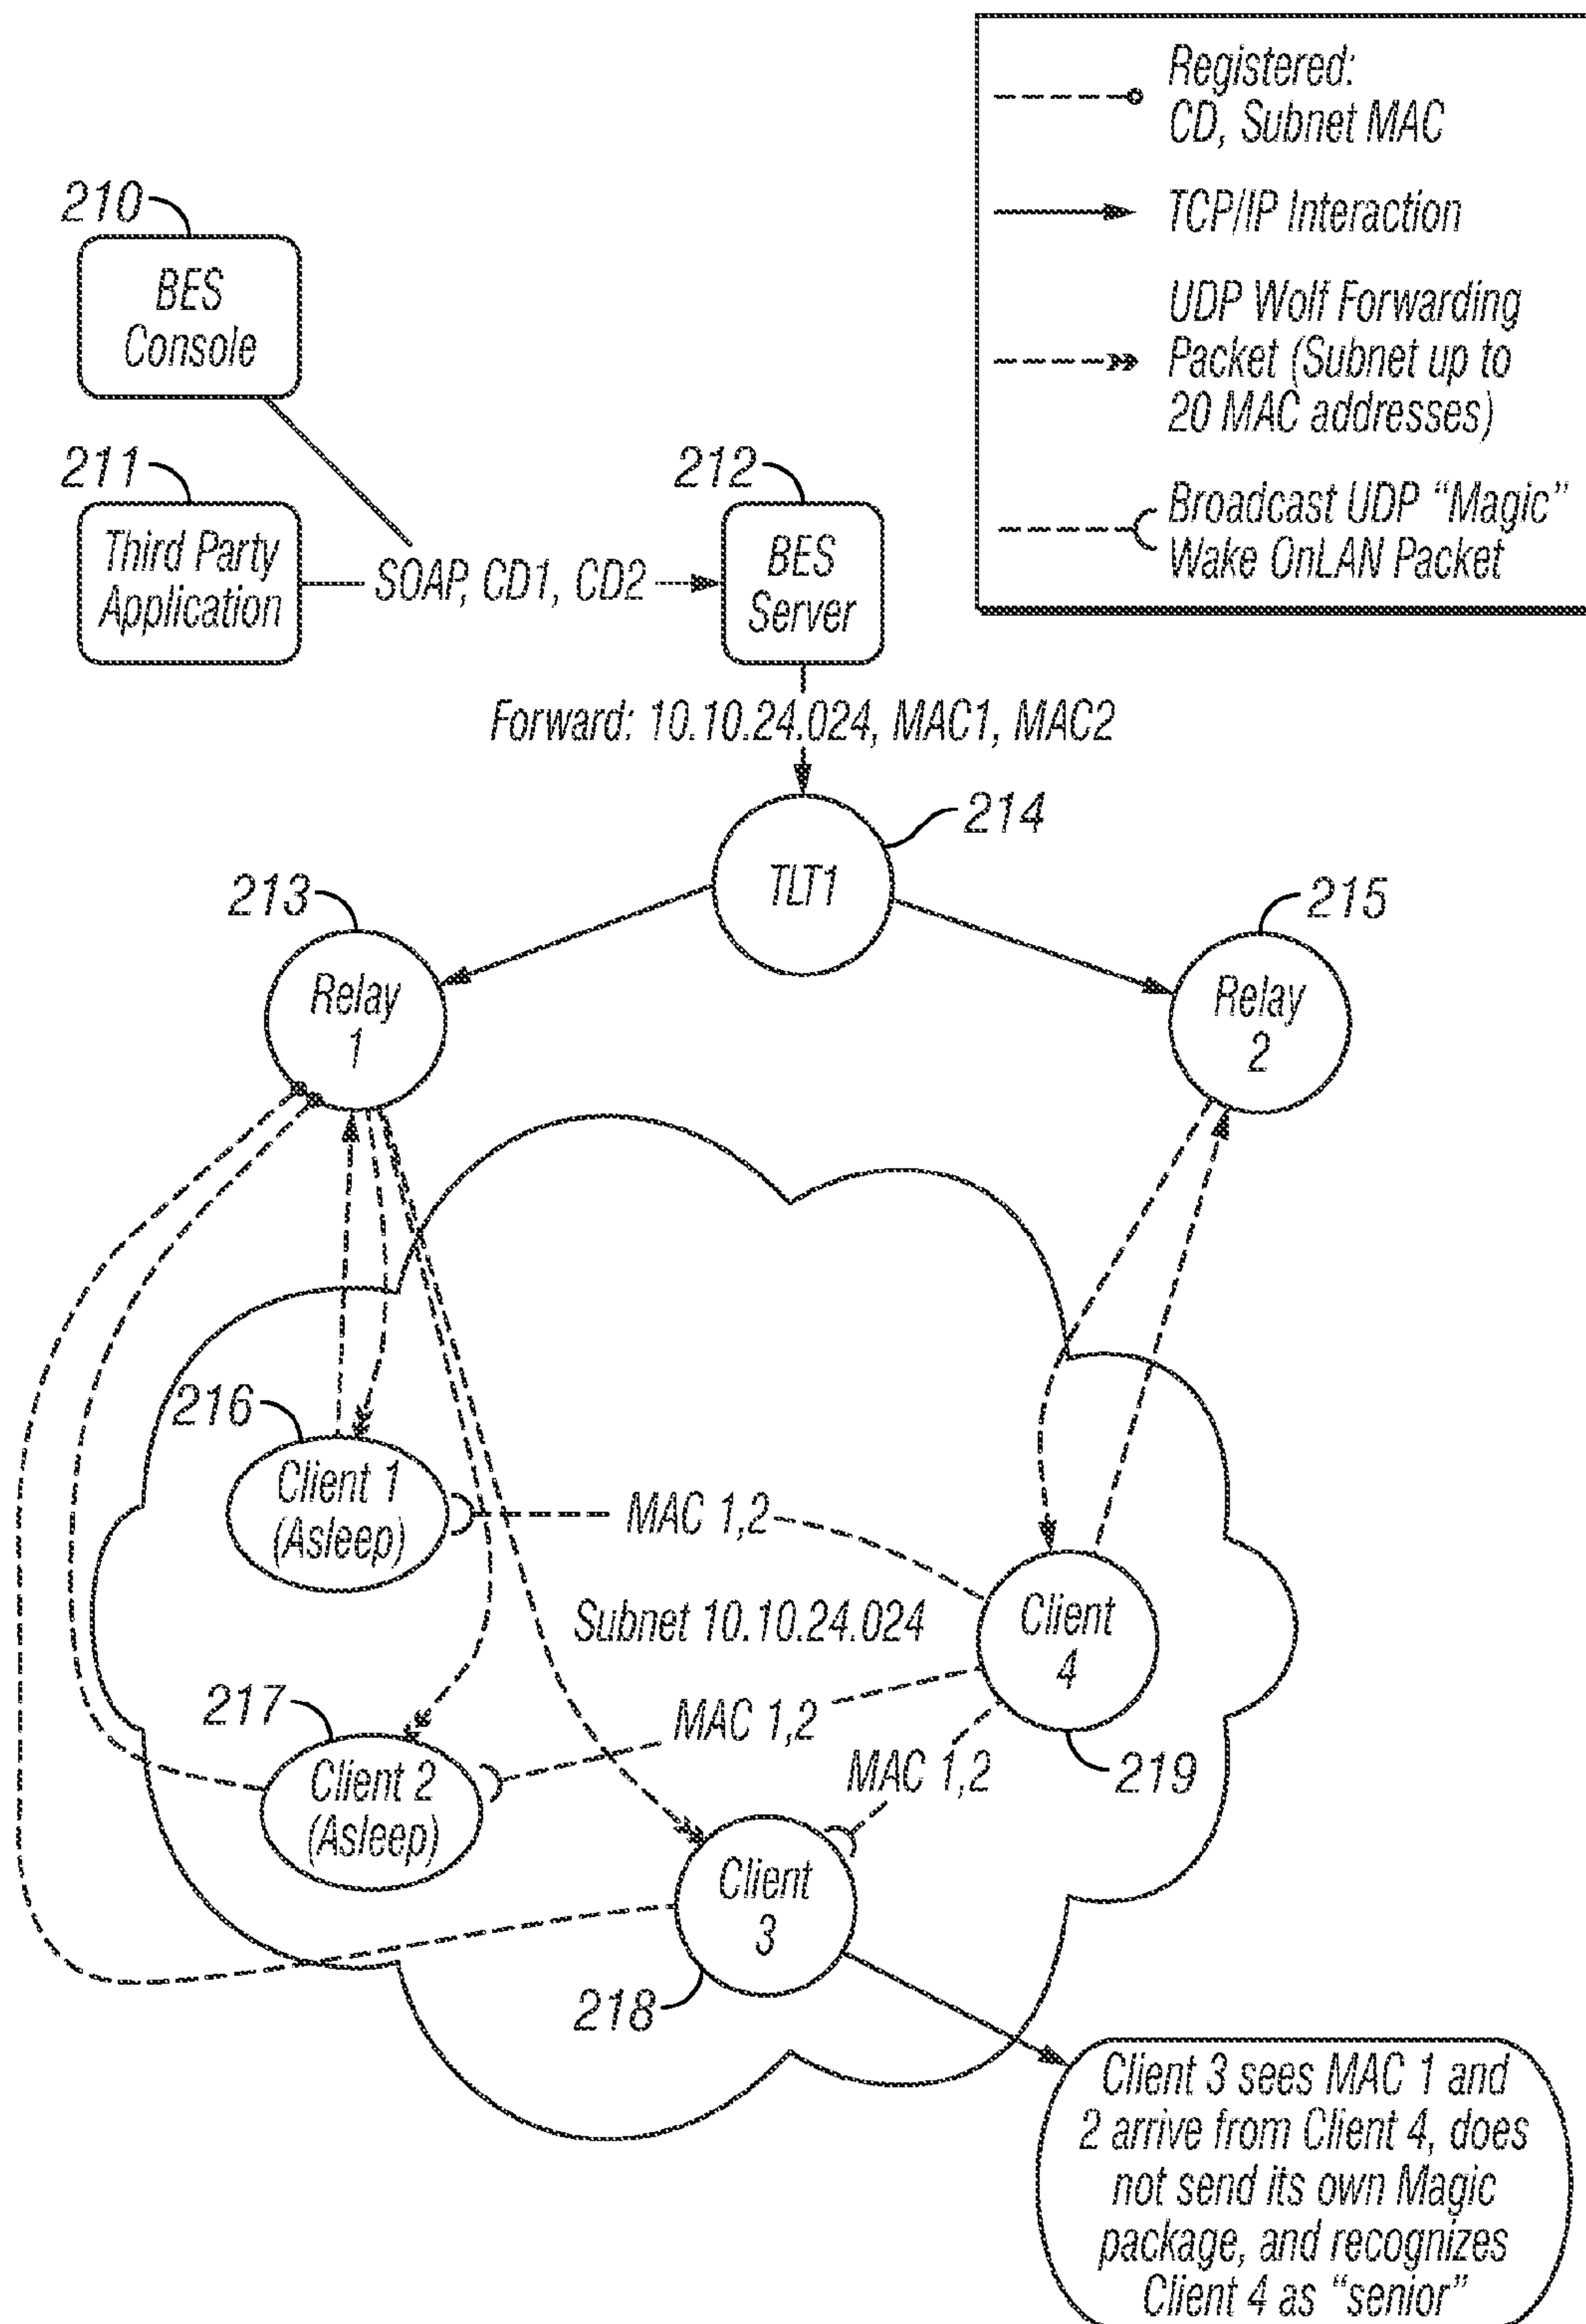 Registered:
CD, Subnet MAC
TCP/IP Interaction
UDP Wolf Forwarding
Packet (Subnet up to
20 MAC addresses)
Broadcast UDP “Magic”
Wake OnLAN Packet
210
BES
Console
211
Third Party
Application
SOAP, CD1, CD2
212
BES
Server
Forward: 10.10.24.024, MAC1, MAC2
214
TLT1
213
Relay
1
215
Relay
2
216
Client 1
(Asleep)
MAC 1,2
Subnet 10.10.24.024
Client
4
219
217
Client 2
(Asleep)
MAC 1,2
MAC 1,2
Client
3
218
Client 3 sees MAC 1 and
2 arrive from Client 4, does
not send its own Magic
package, and recognizes
Client 4 as “senior”